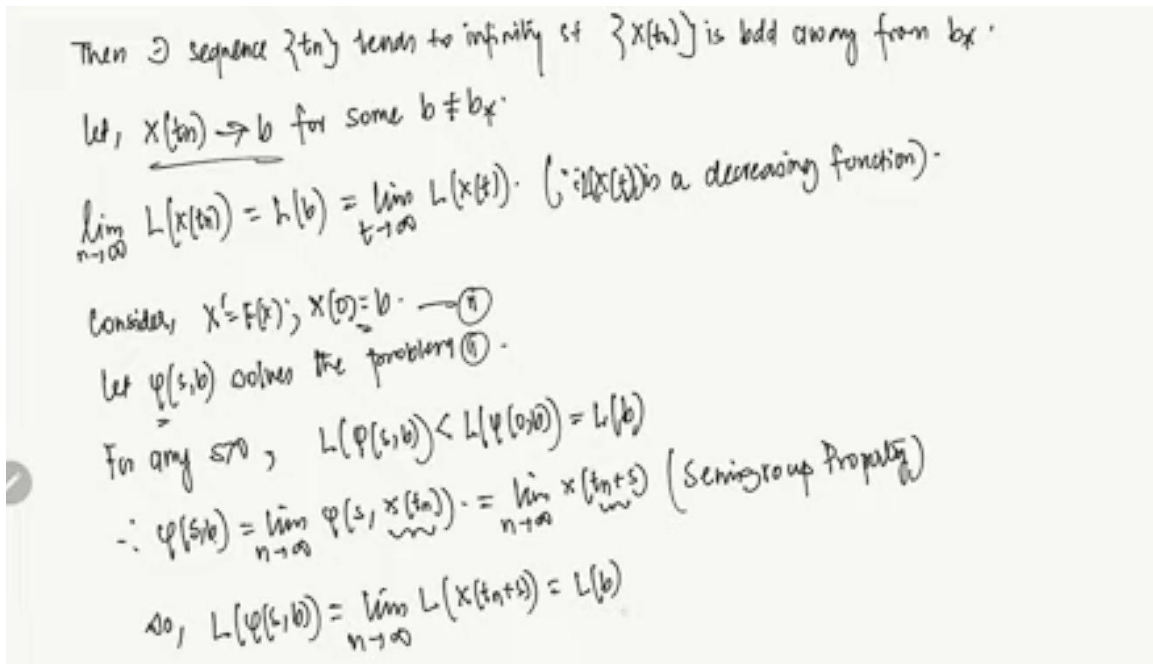 Then ∃ sequence {tn} tends to infinity st {x(tn)} is bdd away from b*.
Let, x(tn) → b for some b ≠ b*.
lim n→∞ L(x(tn)) = L(b) = lim t→∞ L(x(t)). (∵ L(x(t)) is a decreasing function).
Consider, x' = F(x); x(0) = b. — ⓘⓘ
Let φ(s,b) solves the problem ⓘⓘ.
For any s>0, L(φ(s,b)) < L(φ(0,b)) = L(b)
∴ φ(s,b) = lim n→∞ φ(s, x(tn)). = lim n→∞ x(tn+s) (Semigroup Property)
So, L(φ(s,b)) = lim n→∞ L(x(tn+s)) = L(b)